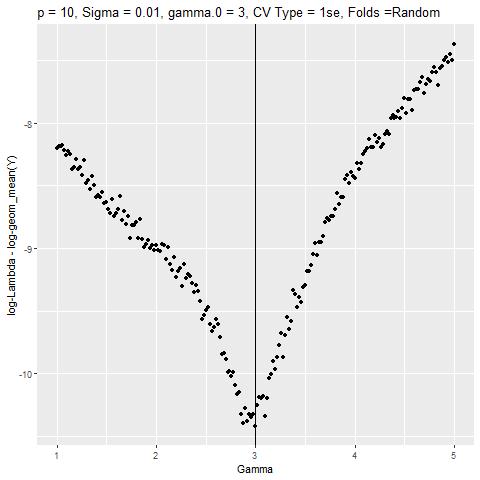 p = 10, Sigma = 0.01, gamma.0 = 3, CV Type = 1se, Folds =Random
log-Lambda - log-geom_mean(Y)
-8
-9
-10
1 2 3 4 5
Gamma